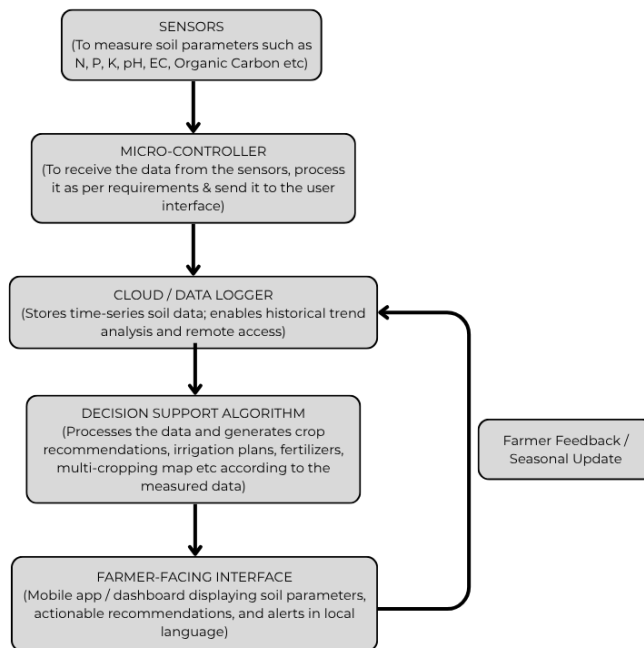 SENSORS
(To measure soil parameters such as
N, P, K, pH, EC, Organic Carbon etc)
MICRO-CONTROLLER
(To receive the data from the sensors, process
it as per requirements & send it to the user
interface)
CLOUD / DATA LOGGER
(Stores time-series soil data; enables historical trend
analysis and remote access)
DECISION SUPPORT ALGORITHM
(Processes the data and generates crop
recommendations, irrigation plans, fertilizers,
multi-cropping map etc according to the
measured data)
Farmer Feedback /
Seasonal Update
FARMER-FACING INTERFACE
(Mobile app / dashboard displaying soil parameters,
actionable recommendations, and alerts in local
language)